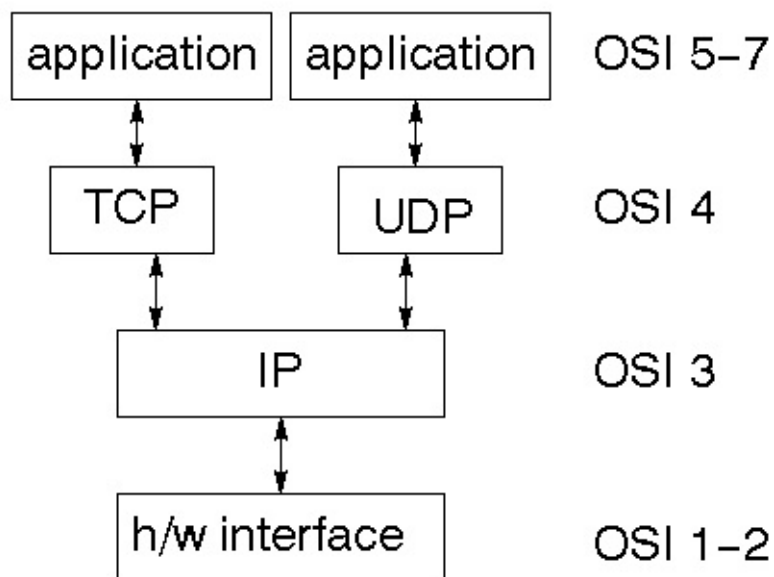 application application OSI 5-7
TCP UDP OSI 4
IP OSI 3
h/w interface OSI 1-2